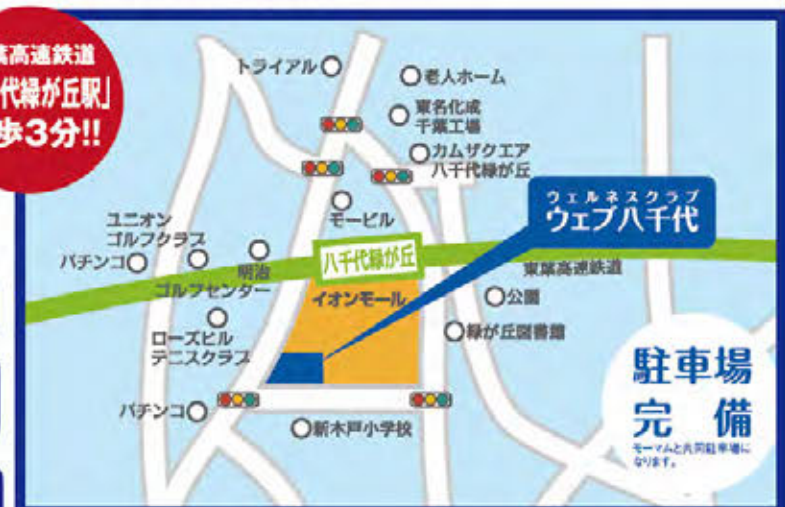 葉高速鉄道
代緑が丘駅」
歩3分!!
トライアル
老人ホーム
東名化成
千葉工場
カムザクエア
八千代緑が丘
モービル
ウェルネスクラブ
ウェブ八千代
ユニオン
ゴルフクラブ
パチンコ
明治
ゴルフセンター
八千代緑が丘
東葉高速鉄道
イオンモール
公園
緑が丘図書館
ローズヒル
テニスクラブ
パチンコ
新木戸小学校
駐車場
完備
モーマムと共同駐車場に
なります。